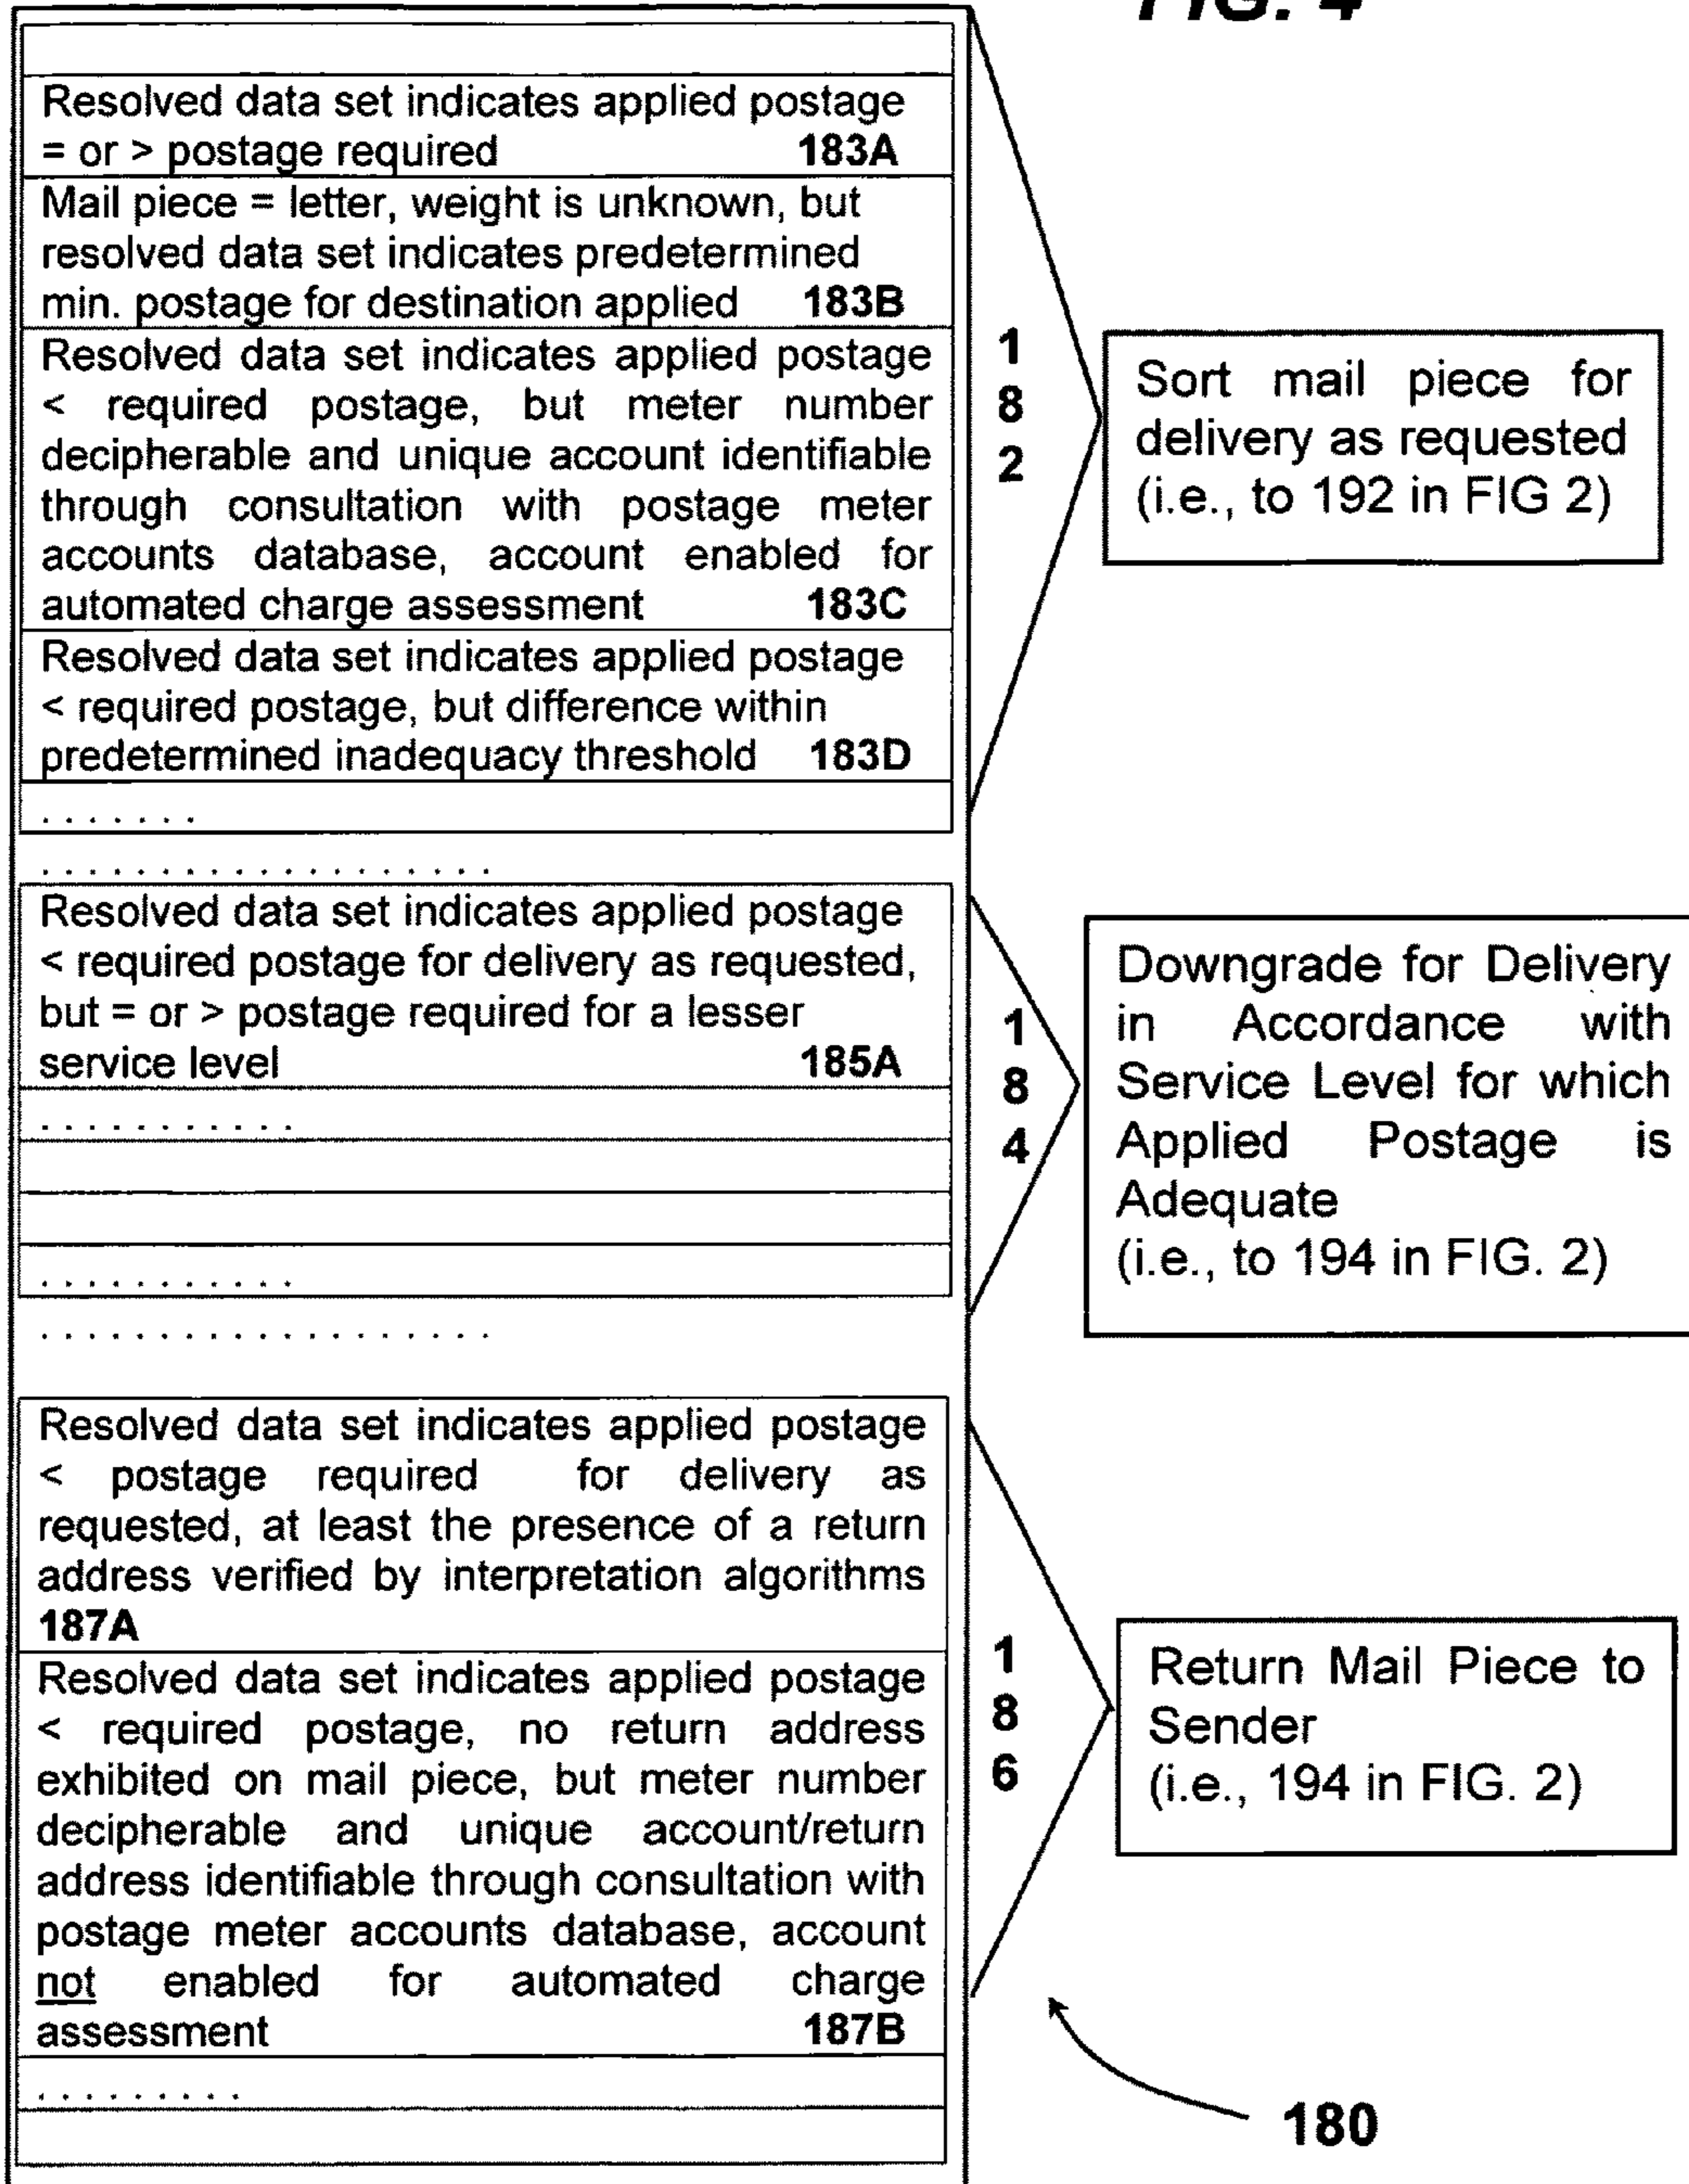 FIG. 4
Resolved data set indicates applied postage
= or > postage required 183A
Mail piece = letter, weight is unknown, but
resolved data set indicates predetermined
min. postage for destination applied 183B
Resolved data set indicates applied postage
< required postage, but meter number
decipherable and unique account identifiable
through consultation with postage meter
accounts database, account enabled for
automated charge assessment 183C
Resolved data set indicates applied postage
< required postage, but difference within
predetermined inadequacy threshold 183D
. . . . . . .
. . . . . . . . . . . . . . . . . . .
182
Sort mail piece for
delivery as requested
(i.e., to 192 in FIG 2)
Resolved data set indicates applied postage
< required postage for delivery as requested,
but = or > postage required for a lesser
service level 185A
. . . . . . . . . . .
. . . . . . . . . . .
. . . . . . . . . . . . . . . . . . .
184
Downgrade for Delivery
in Accordance with
Service Level for which
Applied Postage is
Adequate
(i.e., to 194 in FIG. 2)
Resolved data set indicates applied postage
< postage required for delivery as
requested, at least the presence of a return
address verified by interpretation algorithms
187A
Resolved data set indicates applied postage
< required postage, no return address
exhibited on mail piece, but meter number
decipherable and unique account/return
address identifiable through consultation with
postage meter accounts database, account
not enabled for automated charge
assessment 187B
. . . . . . . . .
186
Return Mail Piece to
Sender
(i.e., 194 in FIG. 2)
180